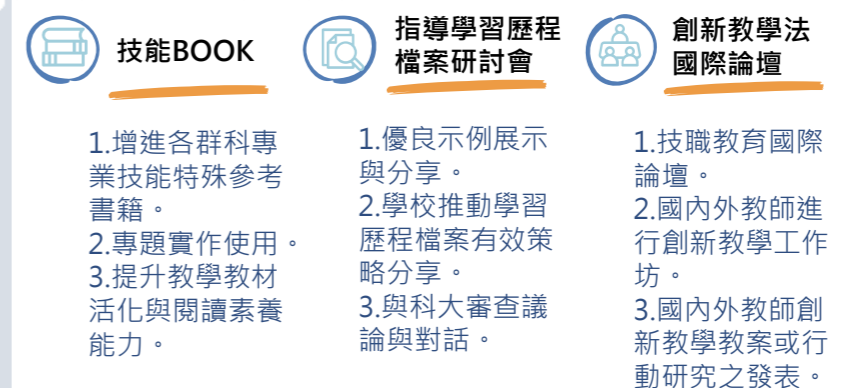 技能BOOK
1.增進各群科專
業技能特殊參考
書籍。
2.專題實作使用。
3.提升教學教材
活化與閱讀素養
能力。
指導學習歷程
檔案研討會
1.優良示例展示
與分享。
2.學校推動學習
歷程檔案有效策
略分享。
3.與科大審查議
論與對話。
創新教學法
國際論壇
1.技職教育國際
論壇。
2.國內外教師進
行創新教學工作
坊。
3.國內外教師創
新教學教案或行
動研究之發表。